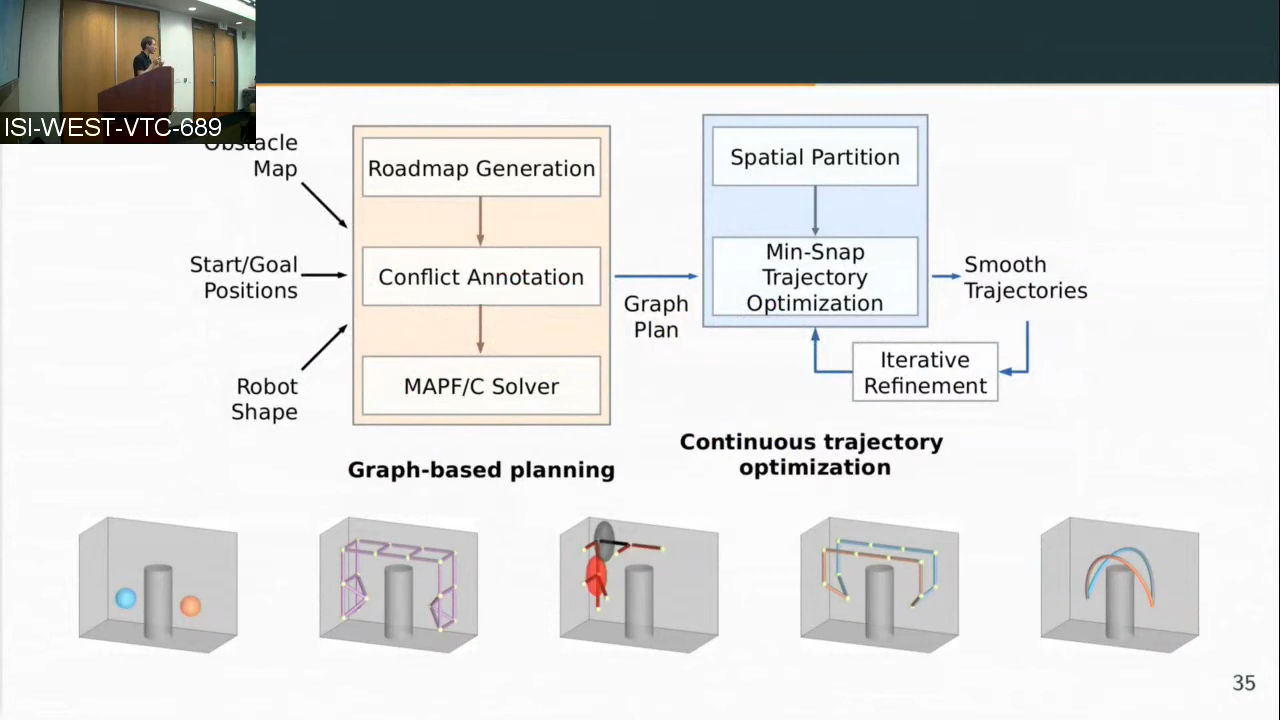 ISI-WEST-VTC-689
Obstacle
Map
Start/Goal
Positions
Robot
Shape
Roadmap Generation
Conflict Annotation
MAPF/C Solver
Graph-based planning
Graph
Plan
Spatial Partition
Min-Snap
Trajectory
Optimization
Smooth
Trajectories
Iterative
Refinement
Continuous trajectory
optimization
35